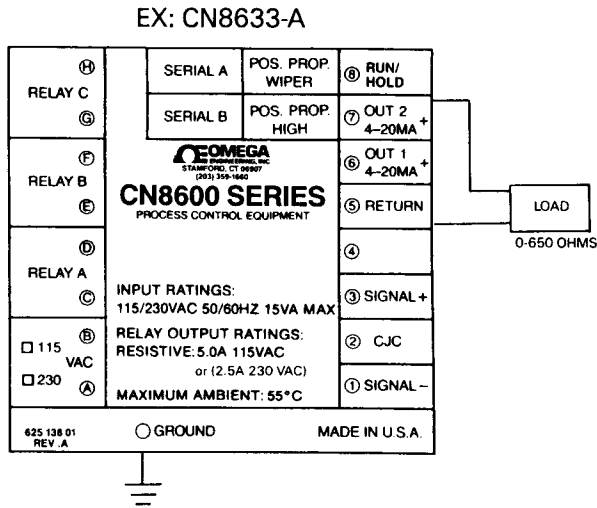 EX: CN8633-A
Ⓗ
RELAY C
Ⓖ
SERIAL A
POS. PROP.
WIPER
⑧ RUN/
HOLD
SERIAL B
POS. PROP.
HIGH
⑦ OUT 2
4-20MA +
Ⓕ
RELAY B
Ⓔ
OMEGA
ENGINEERING, INC
STAMFORD, CT 06907
(203) 359-1660
CN8600 SERIES
PROCESS CONTROL EQUIPMENT
⑥ OUT 1
4-20MA +
⑤ RETURN
LOAD
0-650 OHMS
④
Ⓓ
RELAY A
Ⓒ
INPUT RATINGS:
115/230VAC 50/60HZ 15VA MAX
③ SIGNAL +
Ⓑ
115
VAC
230
Ⓐ
RELAY OUTPUT RATINGS:
RESISTIVE: 5.0A 115VAC
or (2.5A 230 VAC)
MAXIMUM AMBIENT: 55°C
② CJC
① SIGNAL -
625 138 01
REV .A
GROUND
MADE IN U.S.A.